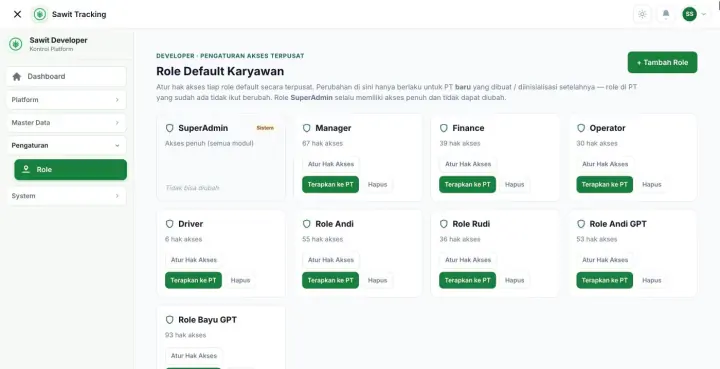 Sawit Tracking
SS
Sawit Developer
Kontrol Platform
Dashboard
Platform
Master Data
Pengaturan
Role
System
DEVELOPER · PENGATURAN AKSES TERPUSAT
Role Default Karyawan
+ Tambah Role
Atur hak akses tiap role default secara terpusat. Perubahan di sini hanya berlaku untuk PT baru yang dibuat / diinisialisasi setelahnya — role di PT
yang sudah ada tidak ikut berubah. Role SuperAdmin selalu memiliki akses penuh dan tidak dapat diubah.
SuperAdmin
Sistem
Akses penuh (semua modul)
Tidak bisa diubah
Manager
67 hak akses
Atur Hak Akses
Terapkan ke PT
Hapus
Finance
39 hak akses
Atur Hak Akses
Terapkan ke PT
Hapus
Operator
30 hak akses
Atur Hak Akses
Terapkan ke PT
Hapus
Driver
6 hak akses
Atur Hak Akses
Terapkan ke PT
Hapus
Role Andi
55 hak akses
Atur Hak Akses
Terapkan ke PT
Hapus
Role Rudi
36 hak akses
Atur Hak Akses
Terapkan ke PT
Hapus
Role Andi GPT
53 hak akses
Atur Hak Akses
Terapkan ke PT
Hapus
Role Bayu GPT
93 hak akses
Atur Hak Akses